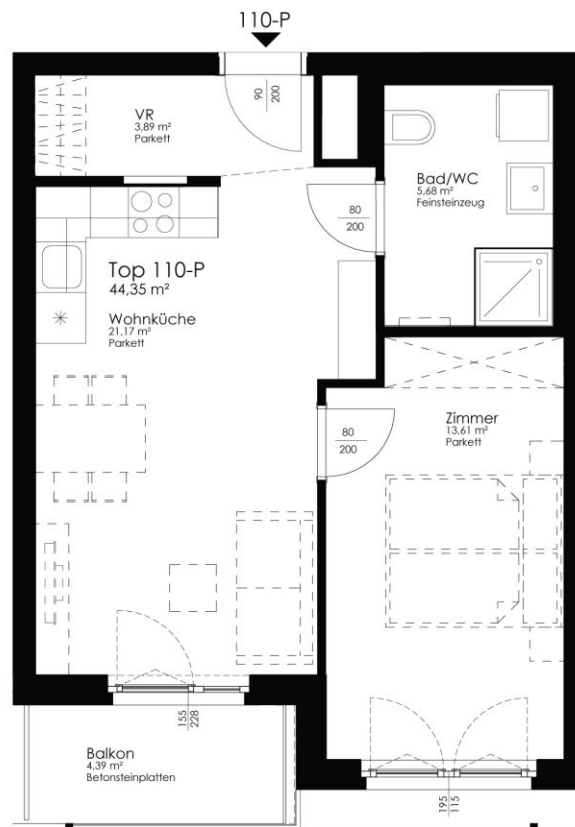 110-P
90
200
VR
3,89 m²
Parkett
Bad/WC
5,68 m²
Feinsteinzeug
80
200
Top 110-P
44,35 m²
Wohnküche
21,17 m²
Parkett
Zimmer
13,61 m²
Parkett
80
200
155
228
Balkon
4,39 m²
Betonsteinplatten
195
115